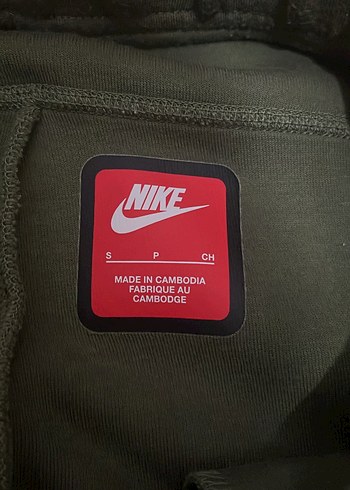 NIKE
S P CH
MADE IN CAMBODIA
FABRIQUE AU
CAMBODGE